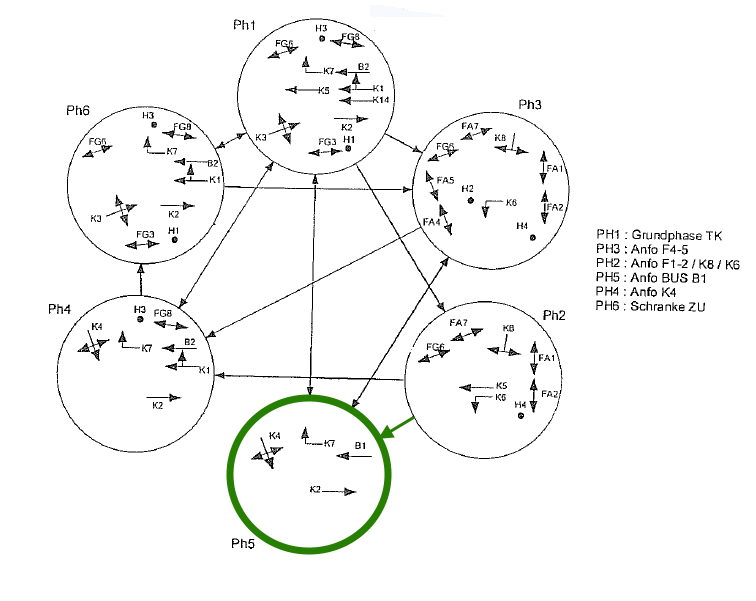 Ph1
H3
FG6
FG8
K7
B2
K5
K1
K14
K2
K3
FG3
H1
Ph6
H3
FG8
FG6
K7
B2
K1
K3
K2
FG3
H1
Ph3
FA7
K8
FG6
FA1
FA5
H2
K6
FA2
FA4
H4
PH1 : Grundphase TK
PH3 : Anfo F4-5
PH2 : Anfo F1-2 / K8 / K6
PH5 : Anfo BUS B1
PH4 : Anfo K4
PH6 : Schranke ZU
Ph4
H3
FG8
K4
K7
B2
K1
K2
Ph2
FA7
FG6
FA1
K5
K6
FA2
H4
K4
K7
B1
K2
Ph5